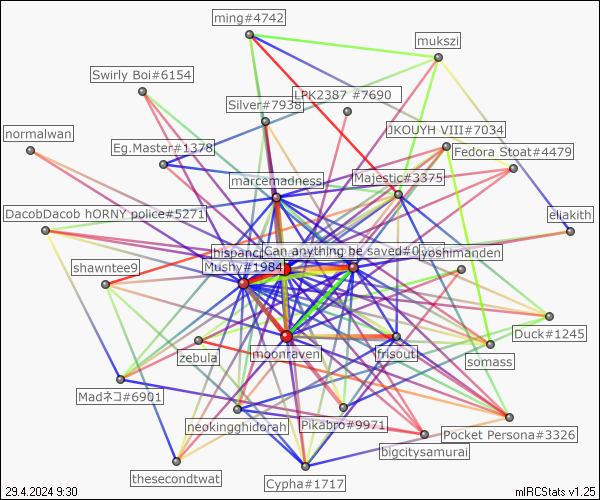 ming#4742
mukszi
Swirly Boi#6154
LPK2387 #7690
Silver#7938
normalwan
JKOUYH VIII#7034
Eg.Master#1378
Fedora Stoat#4479
marcemadness
Majestic#3375
DacobDacob hORNY police#5271
eliakith
Can anything be saved#0
yoshimanden
shawntee9
Mushy#1984
Duck#1245
zebula
moonraven
frisout
somass
Madネコ#6901
neokingghidorah
Pikabro#9971
Pocket Persona#3326
bigcitysamurai
thesecondtwat
Cypha#1717
29.4.2024 9:30
mIRCStats v1.25